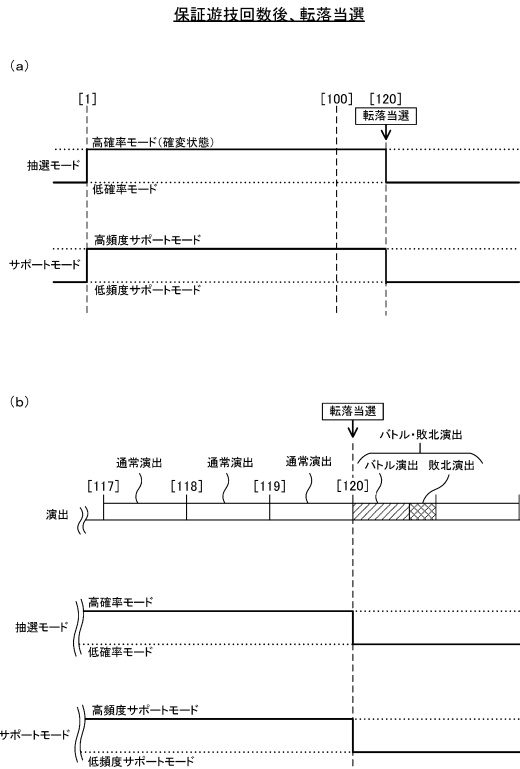 保証遊技回数後、転落当選
(a)
[1] [100] [120]
転落当選
高確率モード(確変状態)
抽選モード
低確率モード
高頻度サポートモード
サポートモード
低頻度サポートモード
(b)
転落当選
バトル・敗北演出
通常演出 通常演出 通常演出 バトル演出 敗北演出
[117] [118] [119] [120]
演出
高確率モード
抽選モード
低確率モード
高頻度サポートモード
サポートモード
低頻度サポートモード